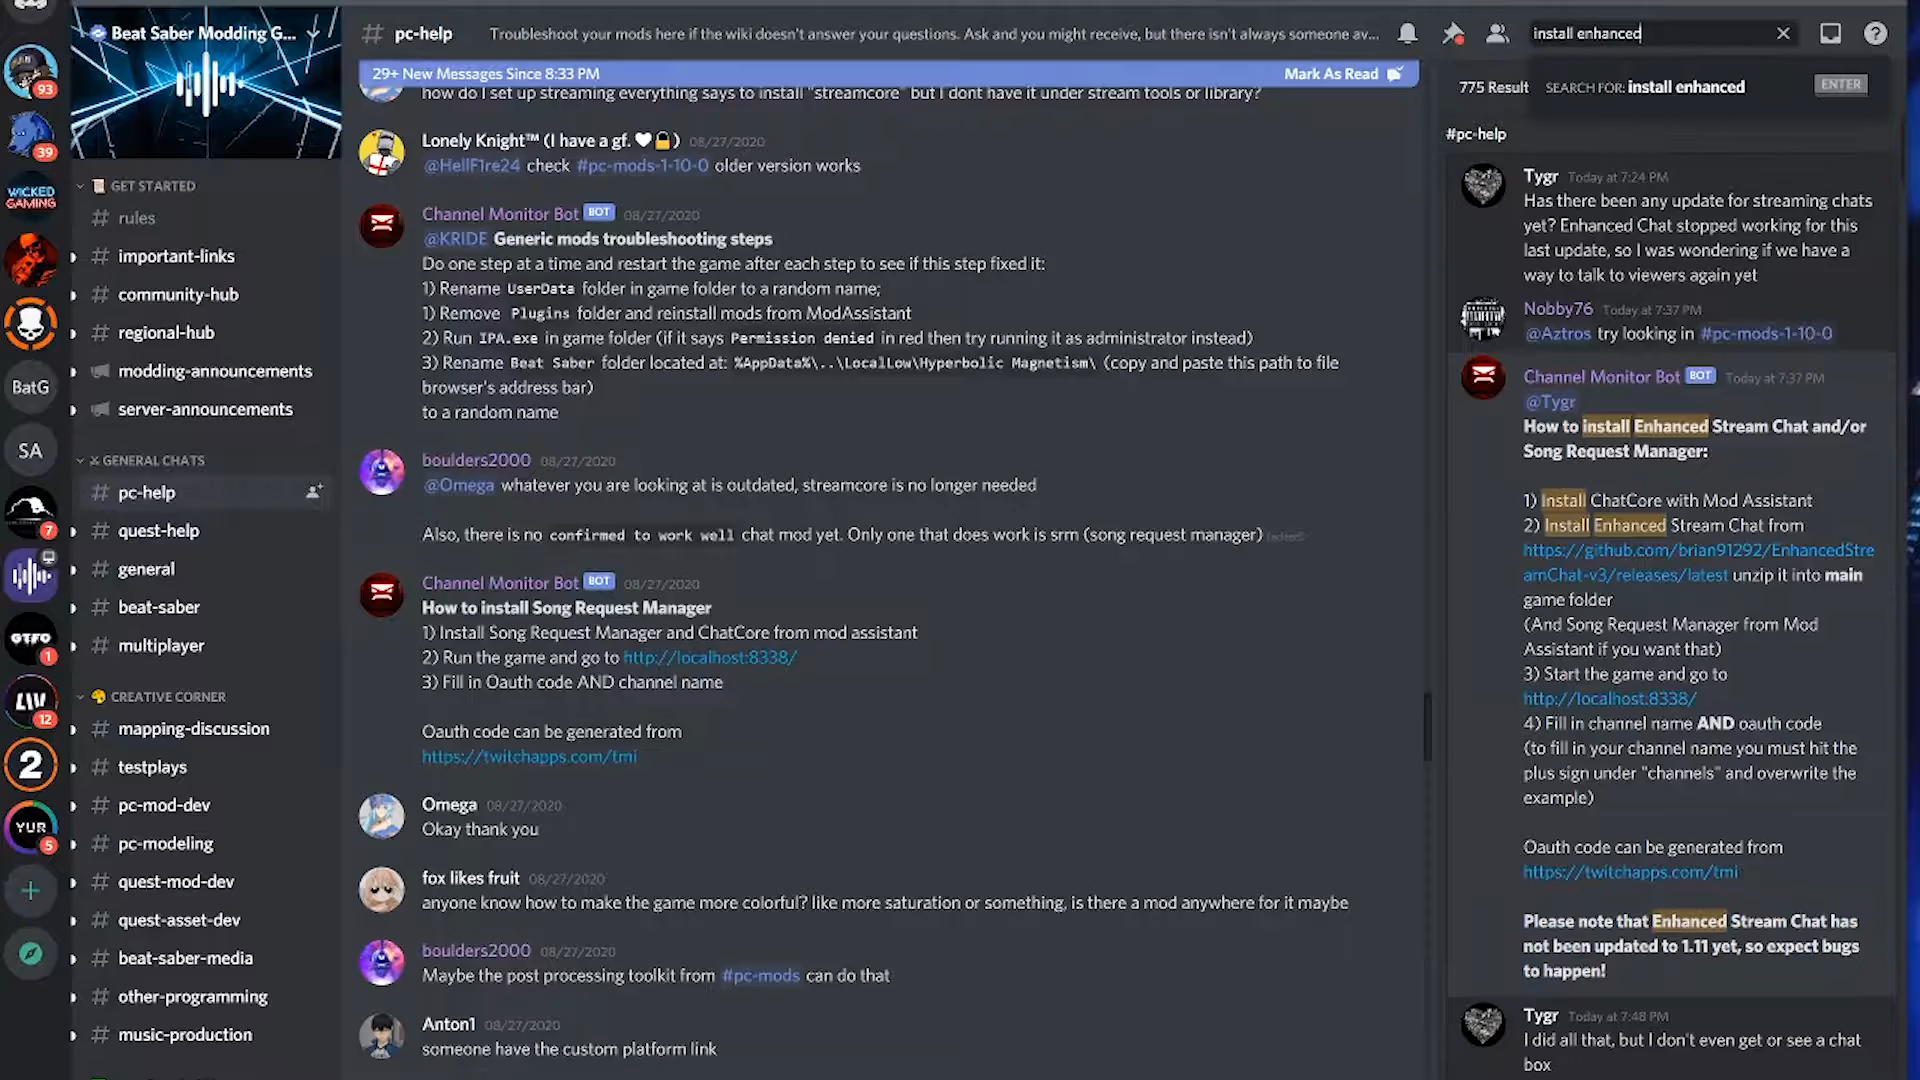 Beat Saber Modding G...
GET STARTED
rules
important-links
community-hub
regional-hub
modding-announcements
server-announcements
GENERAL CHATS
pc-help
quest-help
general
beat-saber
multiplayer
CREATIVE CORNER
mapping-discussion
testplays
pc-mod-dev
pc-modeling
quest-mod-dev
quest-asset-dev
beat-saber-media
other-programming
music-production
93
39
WICKED
GAMING
BatG
SA
7
GTFO
1
LIV
12
2
YUR
5
pc-help Troubleshoot your mods here if the wiki doesn't answer your questions. Ask and you might receive, but there isn't always someone av...
29+ New Messages Since 8:33 PM Mark As Read
how do I set up streaming everything says to install "streamcore" but I dont have it under stream tools or library?
Lonely Knight™ (I have a gf. ❤🔒) 08/27/2020
@HellF1re24 check #pc-mods-1-10-0 older version works
Channel Monitor Bot BOT 08/27/2020
@KRIDE Generic mods troubleshooting steps
Do one step at a time and restart the game after each step to see if this step fixed it:
1) Rename UserData folder in game folder to a random name;
1) Remove Plugins folder and reinstall mods from ModAssistant
2) Run IPA.exe in game folder (if it says Permission denied in red then try running it as administrator instead)
3) Rename Beat Saber folder located at: %AppData%\..\LocalLow\Hyperbolic Magnetism\ (copy and paste this path to file
browser's address bar)
to a random name
boulders2000 08/27/2020
@Omega whatever you are looking at is outdated, streamcore is no longer needed
Also, there is no confirmed to work well chat mod yet. Only one that does work is srm (song request manager) (edited)
Channel Monitor Bot BOT 08/27/2020
How to install Song Request Manager
1) Install Song Request Manager and ChatCore from mod assistant
2) Run the game and go to http://localhost:8338/
3) Fill in Oauth code AND channel name
Oauth code can be generated from
https://twitchapps.com/tmi
Omega 08/27/2020
Okay thank you
fox likes fruit 08/27/2020
anyone know how to make the game more colorful? like more saturation or something, is there a mod anywhere for it maybe
boulders2000 08/27/2020
Maybe the post processing toolkit from #pc-mods can do that
Anton1 08/27/2020
someone have the custom platform link
install enhanced
775 Result SEARCH FOR: install enhanced ENTER
#pc-help
Tygr Today at 7:24 PM
Has there been any update for streaming chats
yet? Enhanced Chat stopped working for this
last update, so I was wondering if we have a
way to talk to viewers again yet
Nobby76 Today at 7:37 PM
@Aztros try looking in #pc-mods-1-10-0
Channel Monitor Bot BOT Today at 7:37 PM
@Tygr
How to install Enhanced Stream Chat and/or
Song Request Manager:
1) Install ChatCore with Mod Assistant
2) Install Enhanced Stream Chat from
https://github.com/brian91292/EnhancedStre
amChat-v3/releases/latest unzip it into main
game folder
(And Song Request Manager from Mod
Assistant if you want that)
3) Start the game and go to
http://localhost:8338/
4) Fill in channel name AND oauth code
(to fill in your channel name you must hit the
plus sign under "channels" and overwrite the
example)
Oauth code can be generated from
https://twitchapps.com/tmi
Please note that Enhanced Stream Chat has
not been updated to 1.11 yet, so expect bugs
to happen!
Tygr Today at 7:48 PM
I did all that, but I don't even get or see a chat
box